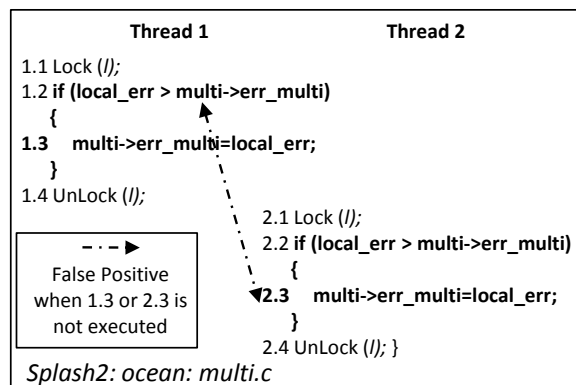 Thread 1
Thread 2
1.1 Lock (l);
1.2 if (local_err > multi->err_multi)
{
1.3 multi->err_multi=local_err;
}
1.4 UnLock (l);
2.1 Lock (l);
2.2 if (local_err > multi->err_multi)
{
2.3 multi->err_multi=local_err;
}
2.4 UnLock (l); }
False Positive
when 1.3 or 2.3 is
not executed
Splash2: ocean: multi.c